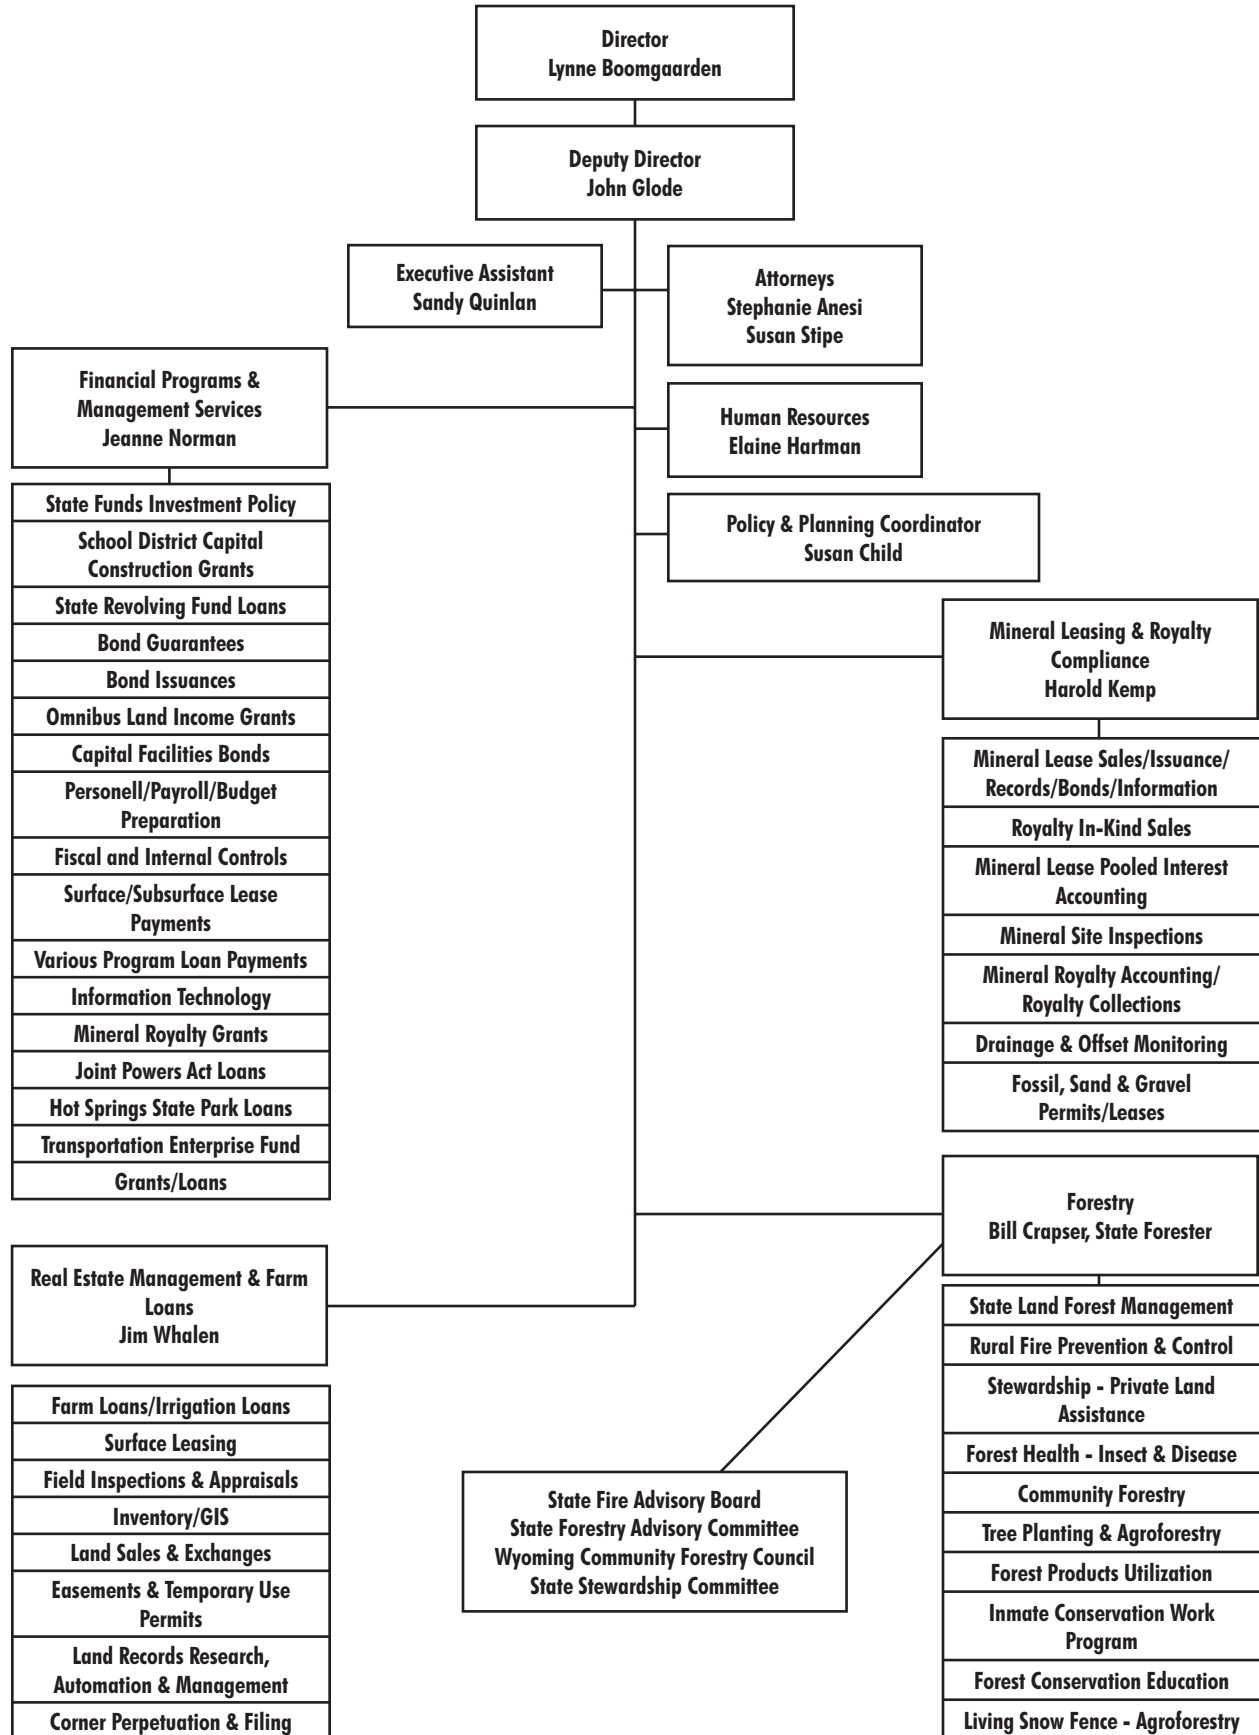 Director
Lynne Boomgaarden
Deputy Director
John Glode
Executive Assistant
Sandy Quinlan
Attorneys
Stephanie Anesi
Susan Stipe
Financial Programs &
Management Services
Jeanne Norman
Human Resources
Elaine Hartman
Policy & Planning Coordinator
Susan Child
State Funds Investment Policy
School District Capital
Construction Grants
State Revolving Fund Loans
Bond Guarantees
Bond Issuances
Omnibus Land Income Grants
Capital Facilities Bonds
Personell/Payroll/Budget
Preparation
Fiscal and Internal Controls
Surface/Subsurface Lease
Payments
Various Program Loan Payments
Information Technology
Mineral Royalty Grants
Joint Powers Act Loans
Hot Springs State Park Loans
Transportation Enterprise Fund
Grants/Loans
Mineral Leasing & Royalty
Compliance
Harold Kemp
Mineral Lease Sales/Issuance/
Records/Bonds/Information
Royalty In-Kind Sales
Mineral Lease Pooled Interest
Accounting
Mineral Site Inspections
Mineral Royalty Accounting/
Royalty Collections
Drainage & Offset Monitoring
Fossil, Sand & Gravel
Permits/Leases
Real Estate Management & Farm
Loans
Jim Whalen
Farm Loans/Irrigation Loans
Surface Leasing
Field Inspections & Appraisals
Inventory/GIS
Land Sales & Exchanges
Easements & Temporary Use
Permits
Land Records Research,
Automation & Management
Corner Perpetuation & Filing
Forestry
Bill Crapser, State Forester
State Fire Advisory Board
State Forestry Advisory Committee
Wyoming Community Forestry Council
State Stewardship Committee
State Land Forest Management
Rural Fire Prevention & Control
Stewardship - Private Land
Assistance
Forest Health - Insect & Disease
Community Forestry
Tree Planting & Agroforestry
Forest Products Utilization
Inmate Conservation Work
Program
Forest Conservation Education
Living Snow Fence - Agroforestry